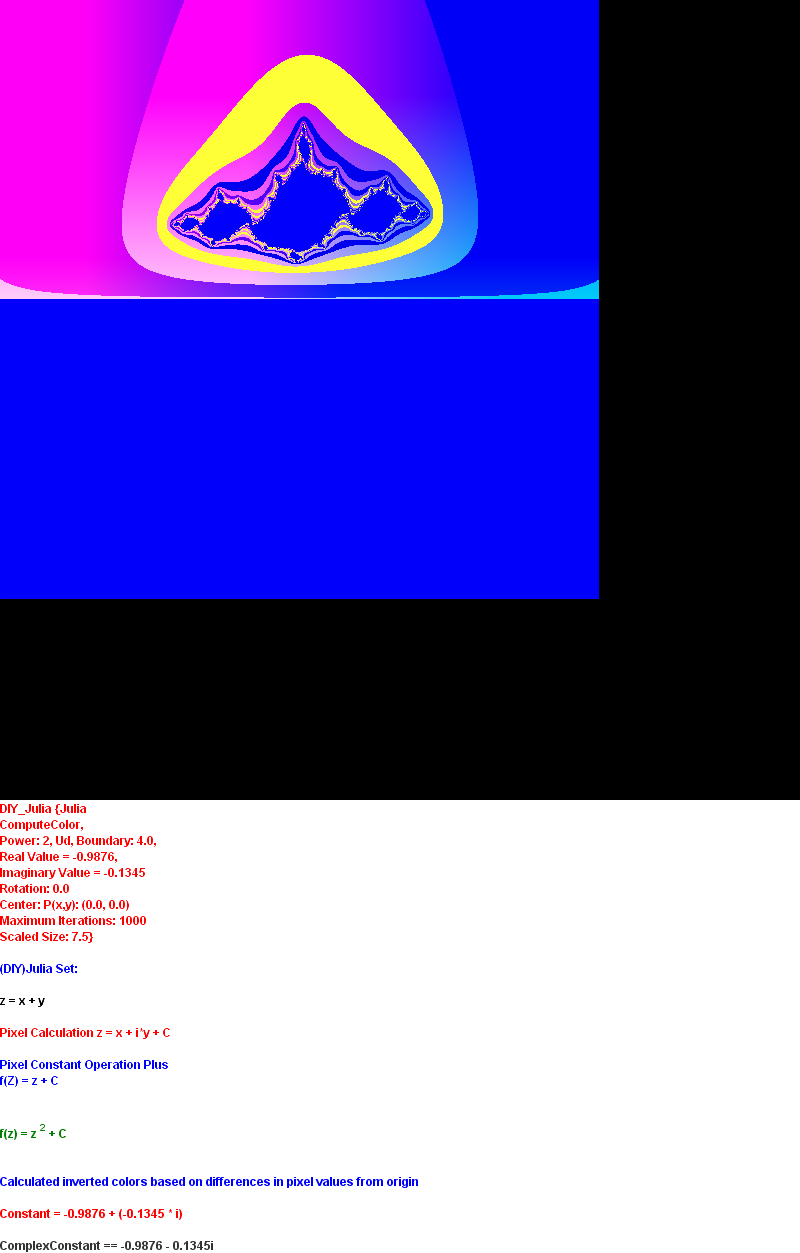 DIY_Julia {Julia
ComputeColor,
Power: 2, Ud, Boundary: 4.0,
Real Value = -0.9876,
Imaginary Value = -0.1345
Rotation: 0.0
Center: P(x,y): (0.0, 0.0)
Maximum Iterations: 1000
Scaled Size: 7.5}
(DIY)Julia Set:
z = x + y
Pixel Calculation z = x + i*y + C
Pixel Constant Operation Plus
f(Z) = z + C
f(z) = z 2 + C
Calculated inverted colors based on differences in pixel values from origin
Constant = -0.9876 + (-0.1345 * i)
ComplexConstant == -0.9876 - 0.1345i